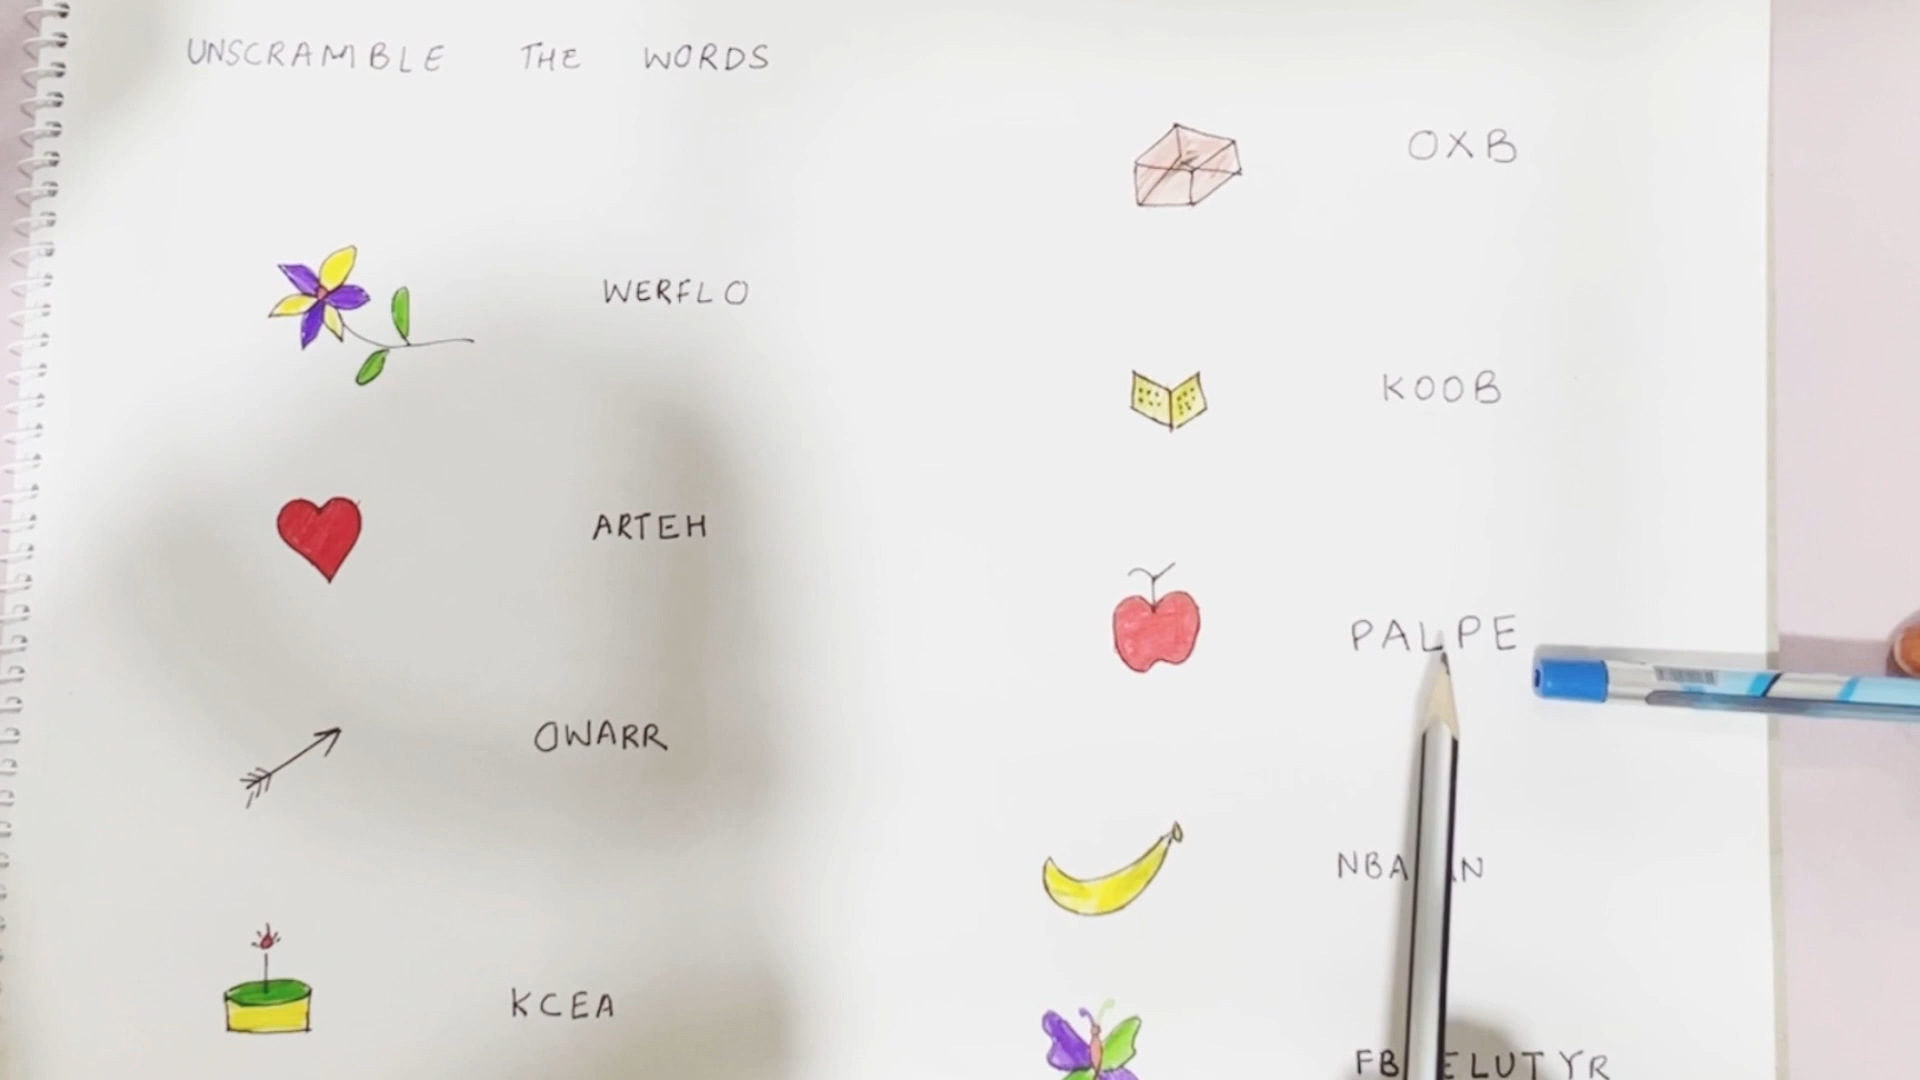 UNSCRAMBLE THE WORDS
WERFLO
ARTEH
OWARR
KCEA
OXB
KOOB
PALPE